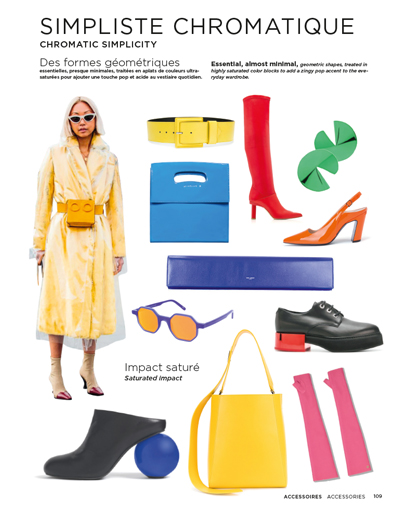 SIMPLISTE CHROMATIQUE
CHROMATIC SIMPLICITY
Des formes géométriques
essentielles, presque minimales, traitées en aplats de couleurs ultra-
saturées pour ajouter une touche pop et acide au vestiaire quotidien.
Essential, almost minimal, geometric shapes, treated in
highly saturated color blocks to add a zingy pop accent to the eve-
ryday wardrobe.
Impact saturé
Saturated impact
ACCESSOIRES ACCESSORIES 109